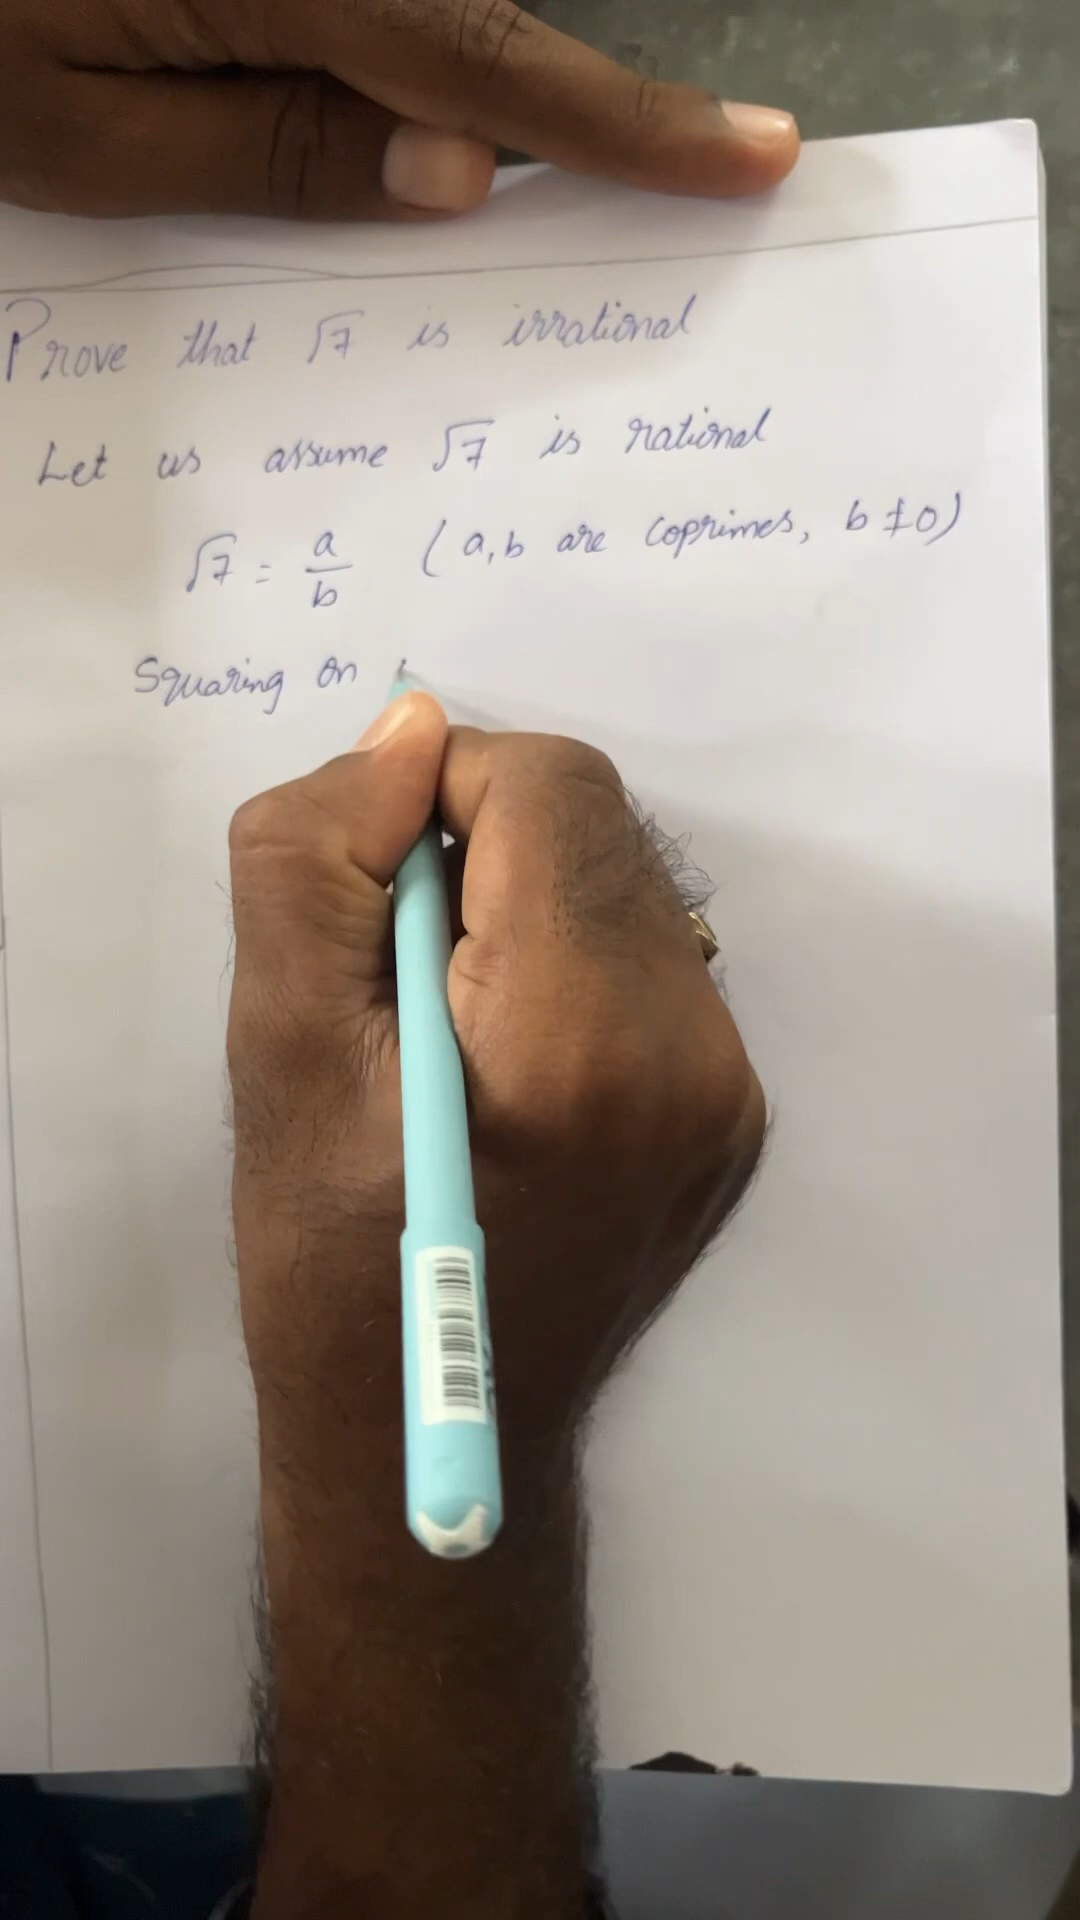 Prove that √7 is irrational
Let us assume √7 is rational
√7 = a/b (a, b are coprimes, b ≠ 0)
Squaring on